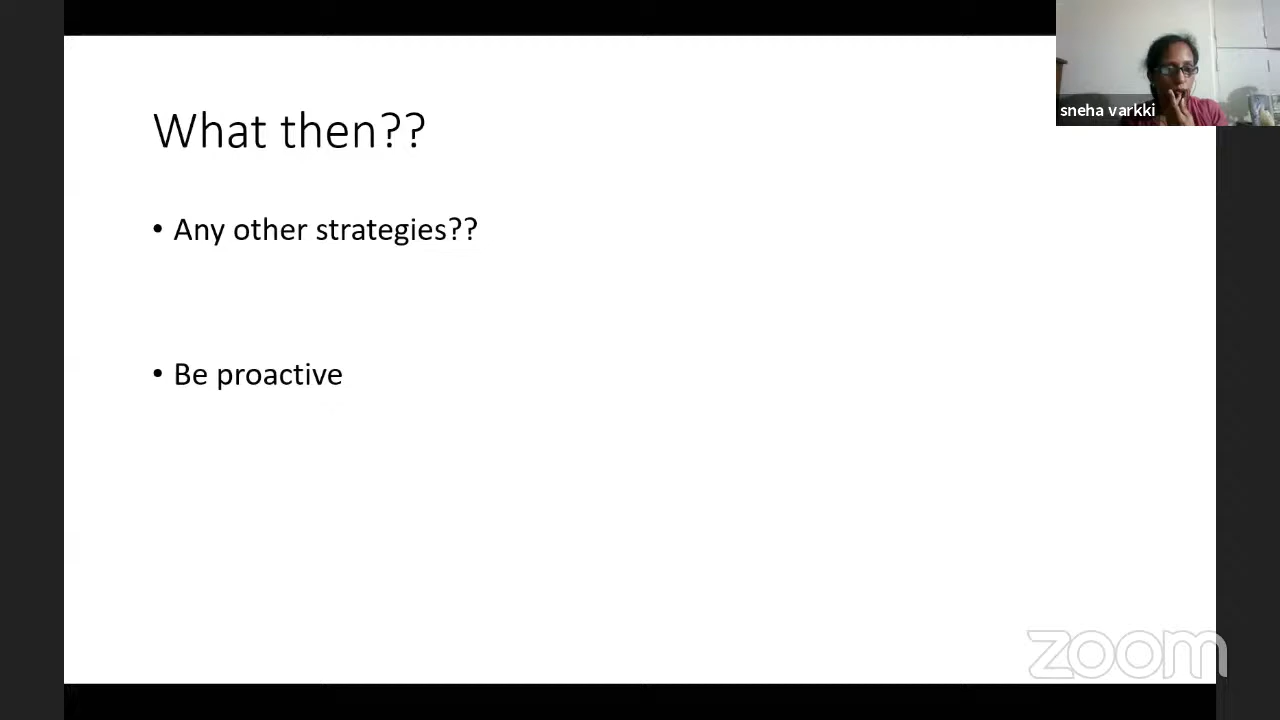 What then??
• Any other strategies??
• Be proactive
sneha varkki
zoom